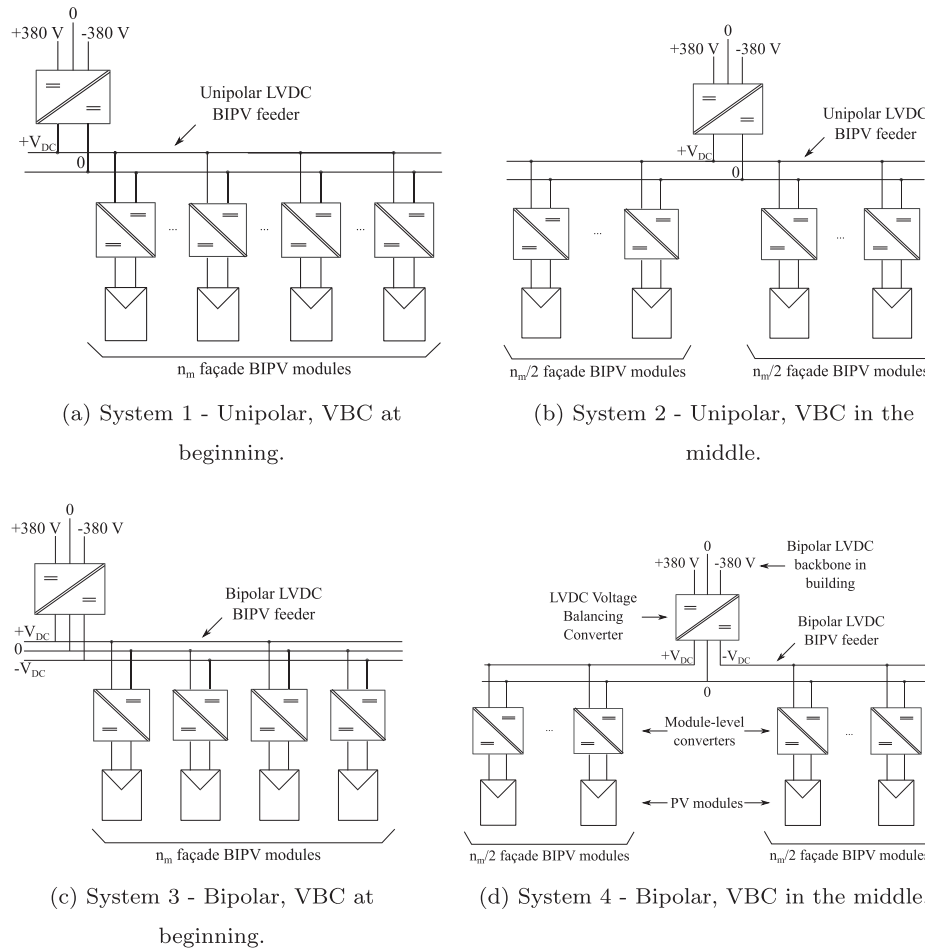 0
+380 V -380 V
Unipolar LVDC
BIPV feeder
+V_DC
0
... ... ...
n_m façade BIPV modules
(a) System 1 - Unipolar, VBC at
beginning.
0
+380 V -380 V
Unipolar LVDC
BIPV feeder
+V_DC
0
... ...
n_m/2 façade BIPV modules
n_m/2 façade BIPV modules
(b) System 2 - Unipolar, VBC in the
middle.
0
+380 V -380 V
Bipolar LVDC
BIPV feeder
+V_DC
0
-V_DC
n_m façade BIPV modules
(c) System 3 - Bipolar, VBC at
beginning.
0
+380 V -380 V
Bipolar LVDC
backbone in
building
LVDC Voltage
Balancing
Converter
Bipolar LVDC
BIPV feeder
+V_DC -V_DC
0
... ...
Module-level
converters
PV modules
n_m/2 façade BIPV modules
n_m/2 façade BIPV modules
(d) System 4 - Bipolar, VBC in the middle.